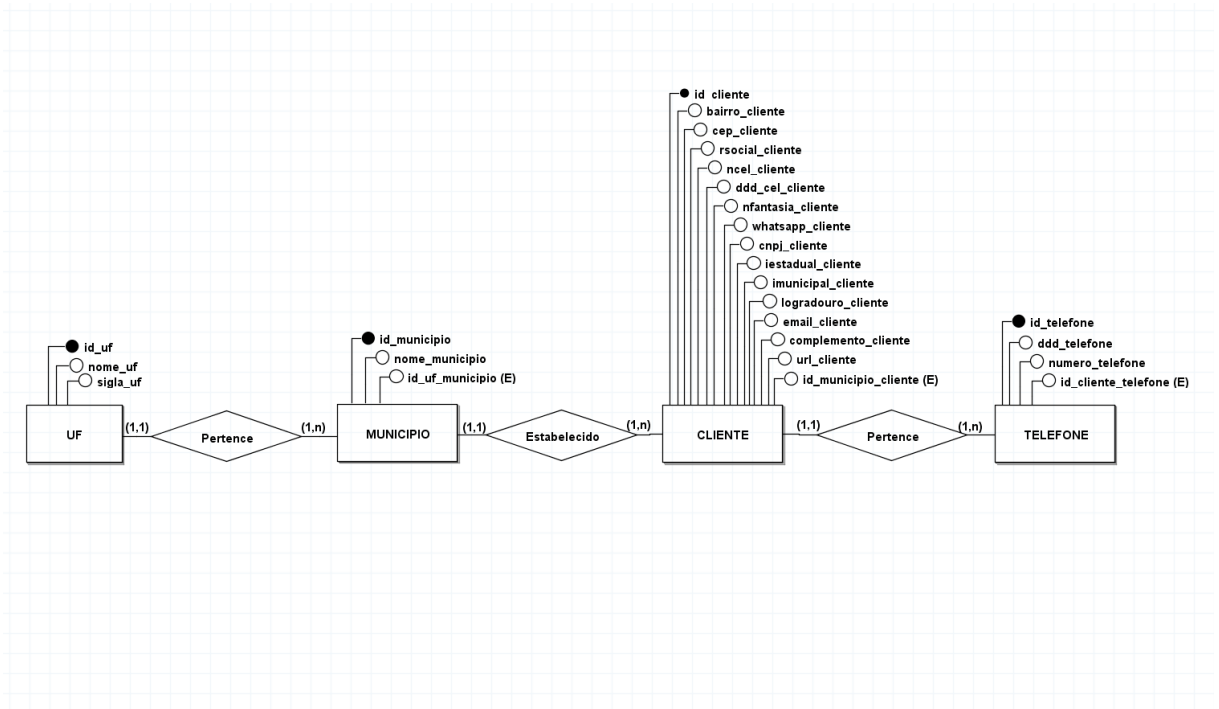 id_cliente
bairro_cliente
cep_cliente
rsocial_cliente
ncel_cliente
ddd_cel_cliente
nfantasia_cliente
whatsapp_cliente
cnpj_cliente
iestadual_cliente
imunicipal_cliente
logradouro_cliente
email_cliente
complemento_cliente
url_cliente
id_municipio_cliente (E)
id_uf
nome_uf
sigla_uf
id_municipio
nome_municipio
id_uf_municipio (E)
id_telefone
ddd_telefone
numero_telefone
id_cliente_telefone (E)
UF
(1,1)
Pertence
(1,n)
MUNICIPIO
(1,1)
Estabelecido
(1,n)
CLIENTE
(1,1)
Pertence
(1,n)
TELEFONE